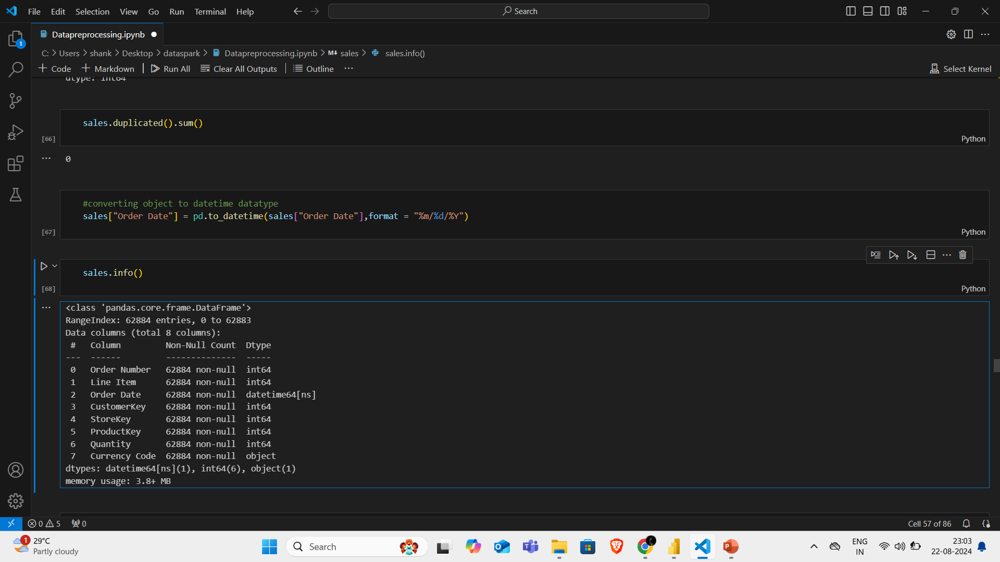 File Edit Selection View Go Run Terminal Help
Search
Datapreprocessing.ipynb
1
C: > Users > shank > Desktop > dataspark > Datapreprocessing.ipynb > M↓ sales > sales.info()
+ Code + Markdown Run All Clear All Outputs Outline ...
Select Kernel
dtype: int64
sales.duplicated().sum()
[66]
Python
... 0
#converting object to datetime datatype
sales["Order Date"] = pd.to_datetime(sales["Order Date"],format = "%m/%d/%Y")
[67]
Python
sales.info()
[68]
Python
... <class 'pandas.core.frame.DataFrame'>
RangeIndex: 62884 entries, 0 to 62883
Data columns (total 8 columns):
# Column Non-Null Count Dtype
--- ------ -------------- -----
0 Order Number 62884 non-null int64
1 Line Item 62884 non-null int64
2 Order Date 62884 non-null datetime64[ns]
3 CustomerKey 62884 non-null int64
4 StoreKey 62884 non-null int64
5 ProductKey 62884 non-null int64
6 Quantity 62884 non-null int64
7 Currency Code 62884 non-null object
dtypes: datetime64[ns](1), int64(6), object(1)
memory usage: 3.8+ MB
0 5 0
Cell 57 of 86
1
29°C
Partly cloudy
Search
ENG
IN
23:03
22-08-2024